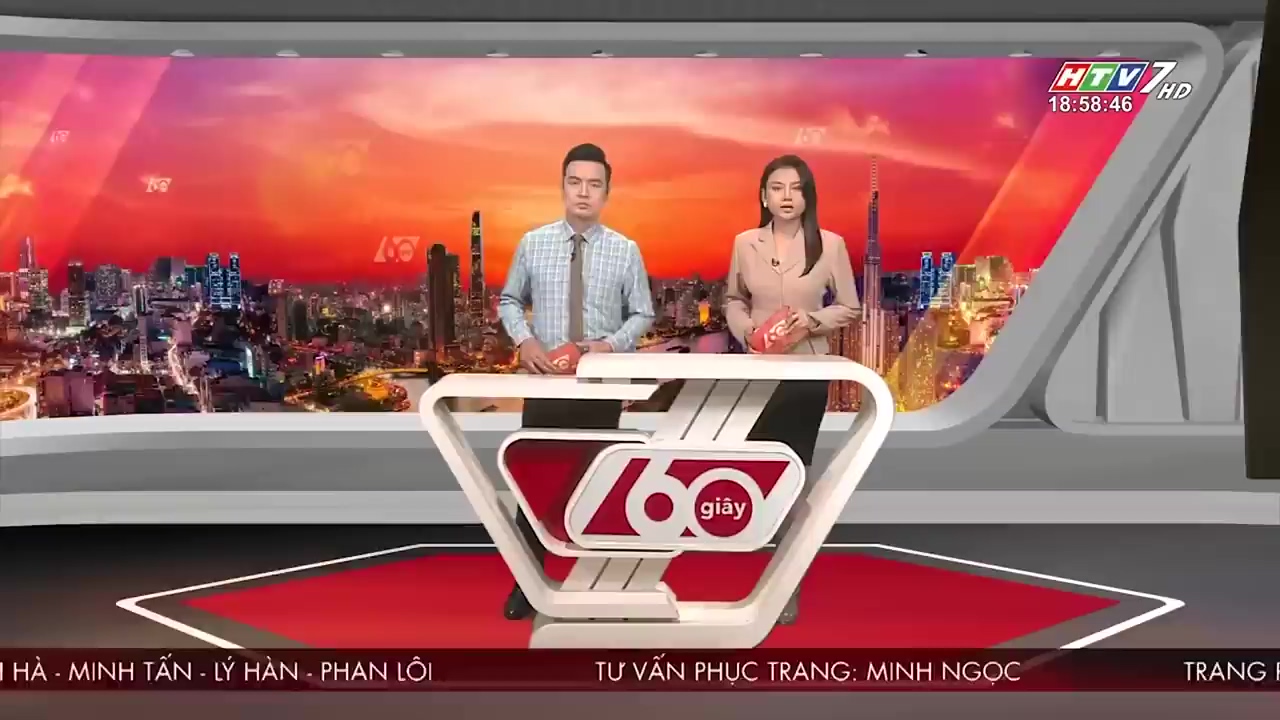 HTV7 HD
18:58:46
60 giây
HÀ - MINH TẤN - LÝ HÀN - PHAN LÔI
TƯ VẤN PHỤC TRANG: MINH NGỌC
TRANG